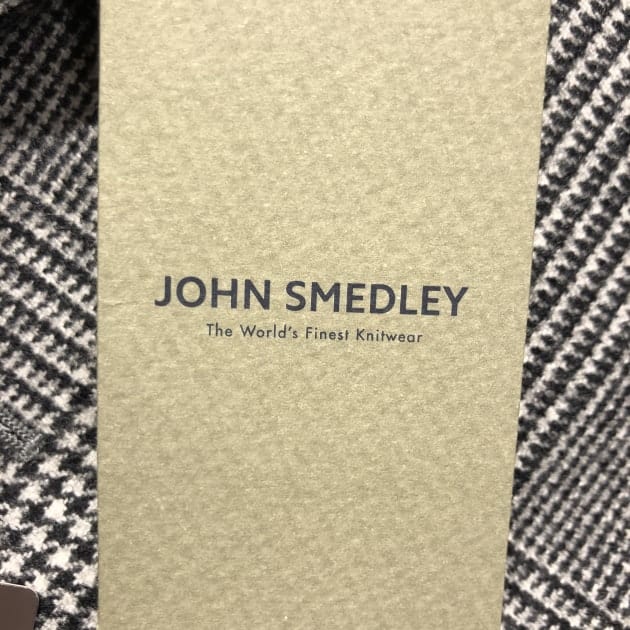 JOHN SMEDLEY
The World's Finest Knitwear